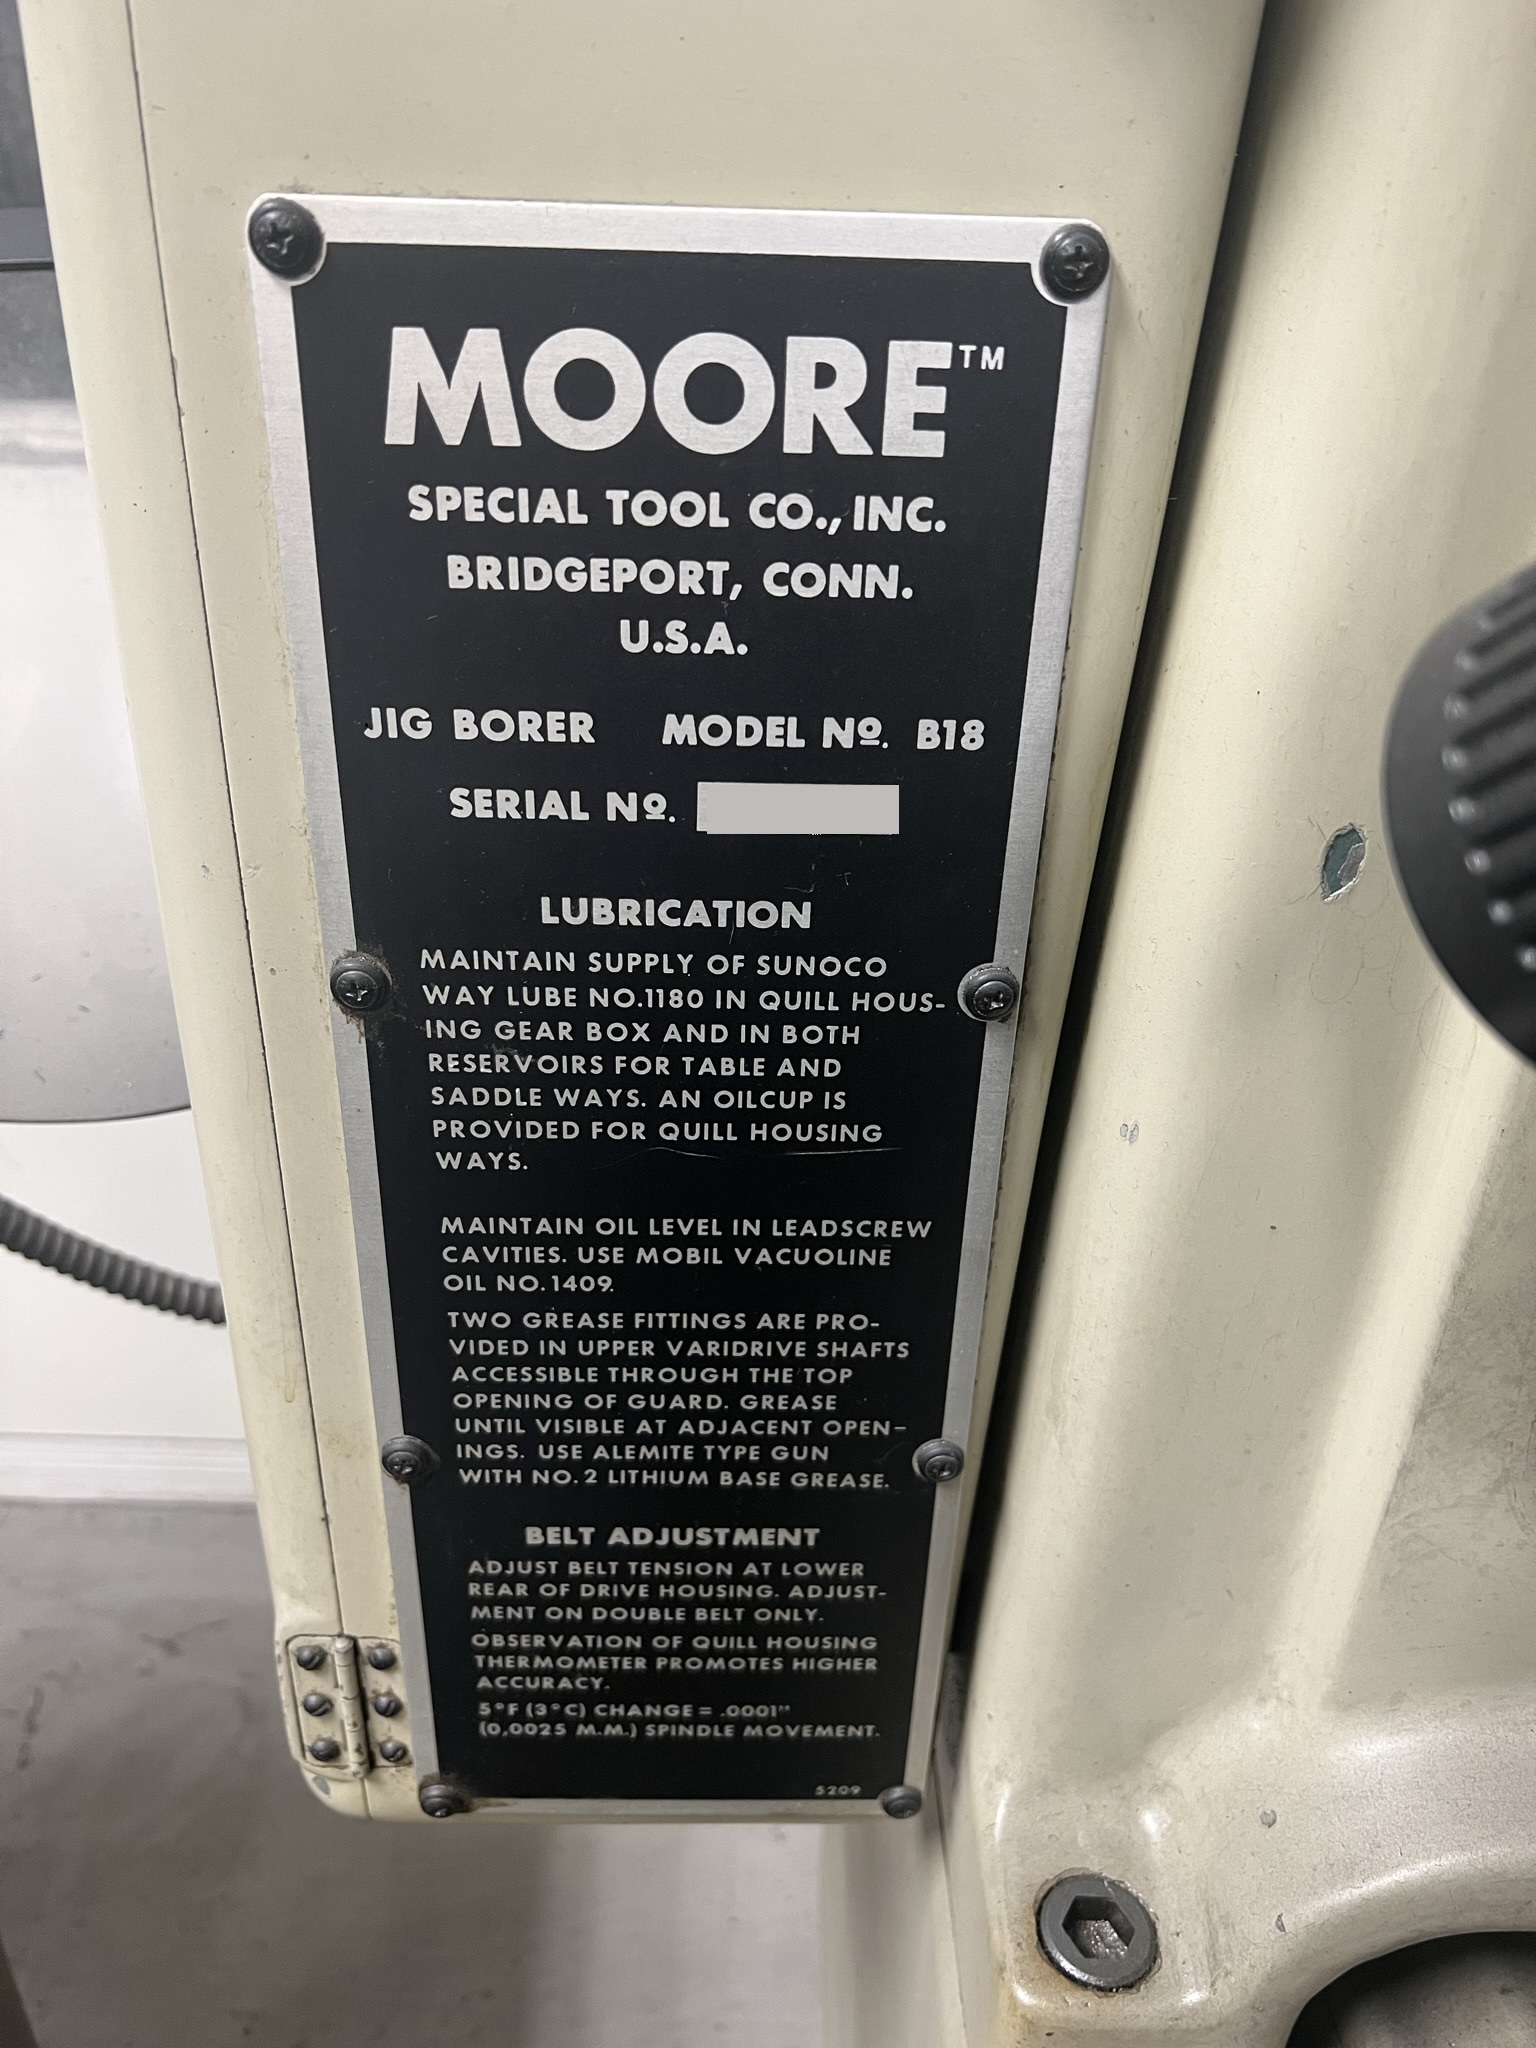 MOORE™
SPECIAL TOOL CO., INC.
BRIDGEPORT, CONN.
U.S.A.
JIG BORER MODEL Nº. B18
SERIAL Nº.
LUBRICATION
MAINTAIN SUPPLY OF SUNOCO
WAY LUBE NO.1180 IN QUILL HOUS-
ING GEAR BOX AND IN BOTH
RESERVOIRS FOR TABLE AND
SADDLE WAYS. AN OILCUP IS
PROVIDED FOR QUILL HOUSING
WAYS.
MAINTAIN OIL LEVEL IN LEADSCREW
CAVITIES. USE MOBIL VACUOLINE
OIL NO.1409.
TWO GREASE FITTINGS ARE PRO-
VIDED IN UPPER VARIDRIVE SHAFTS
ACCESSIBLE THROUGH THE TOP
OPENING OF GUARD. GREASE
UNTIL VISIBLE AT ADJACENT OPEN-
INGS. USE ALEMITE TYPE GUN
WITH NO.2 LITHIUM BASE GREASE.
BELT ADJUSTMENT
ADJUST BELT TENSION AT LOWER
REAR OF DRIVE HOUSING. ADJUST-
MENT ON DOUBLE BELT ONLY.
OBSERVATION OF QUILL HOUSING
THERMOMETER PROMOTES HIGHER
ACCURACY.
5°F (3°C) CHANGE = .0001"
(0,0025 M.M.) SPINDLE MOVEMENT.
5209